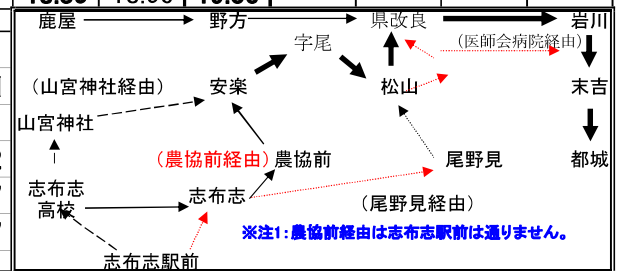 鹿屋 野方 県改良 岩川
字尾 (医師会病院経由)
(山宮神社経由) 安楽 松山 末吉
山宮神社
(農協前経由) 農協前 尾野見 都城
志布志
高校 志布志
(尾野見経由)
※注1:農協前経由は志布志駅前は通りません。
志布志駅前